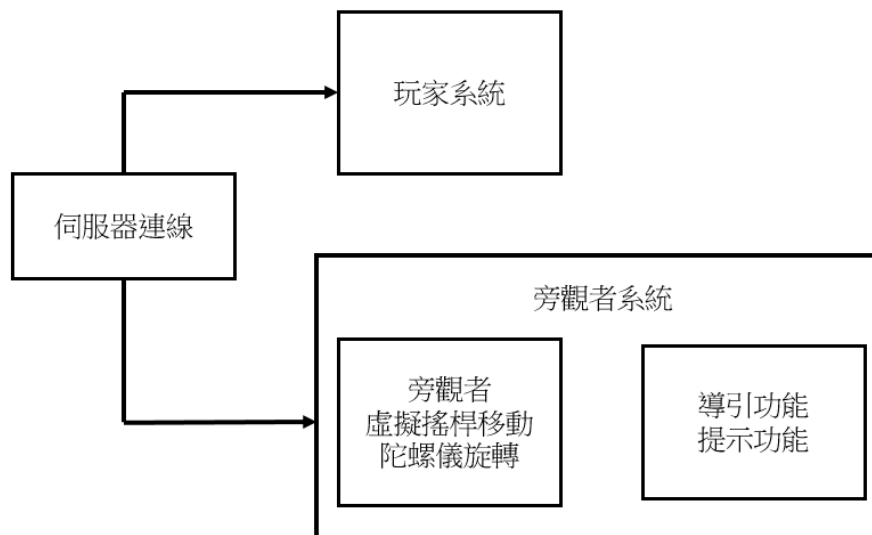 玩家系統
伺服器連線
旁觀者系統
旁觀者
虛擬搖桿移動
陀螺儀旋轉
導引功能
提示功能